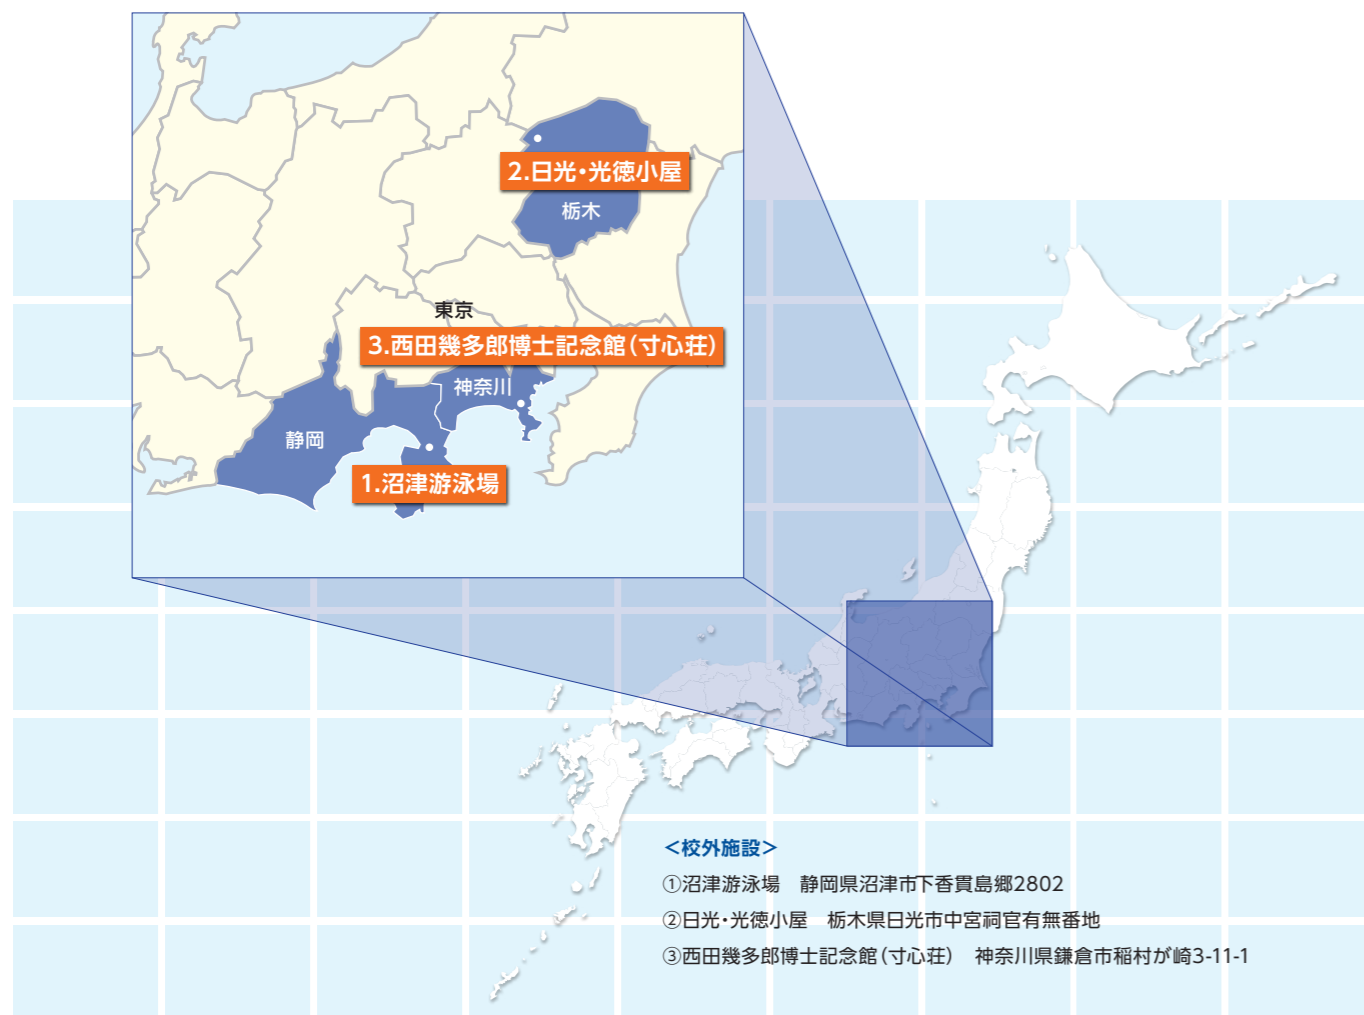 2.日光・光徳小屋
栃木
東京
3.西田幾多郎博士記念館（寸心荘）
神奈川
静岡
1.沼津游泳場
＜校外施設＞
①沼津游泳場　静岡県沼津市下香貫島郷2802
②日光・光徳小屋　栃木県日光市中宮祠官有無番地
③西田幾多郎博士記念館（寸心荘）　神奈川県鎌倉市稲村が崎3-11-1